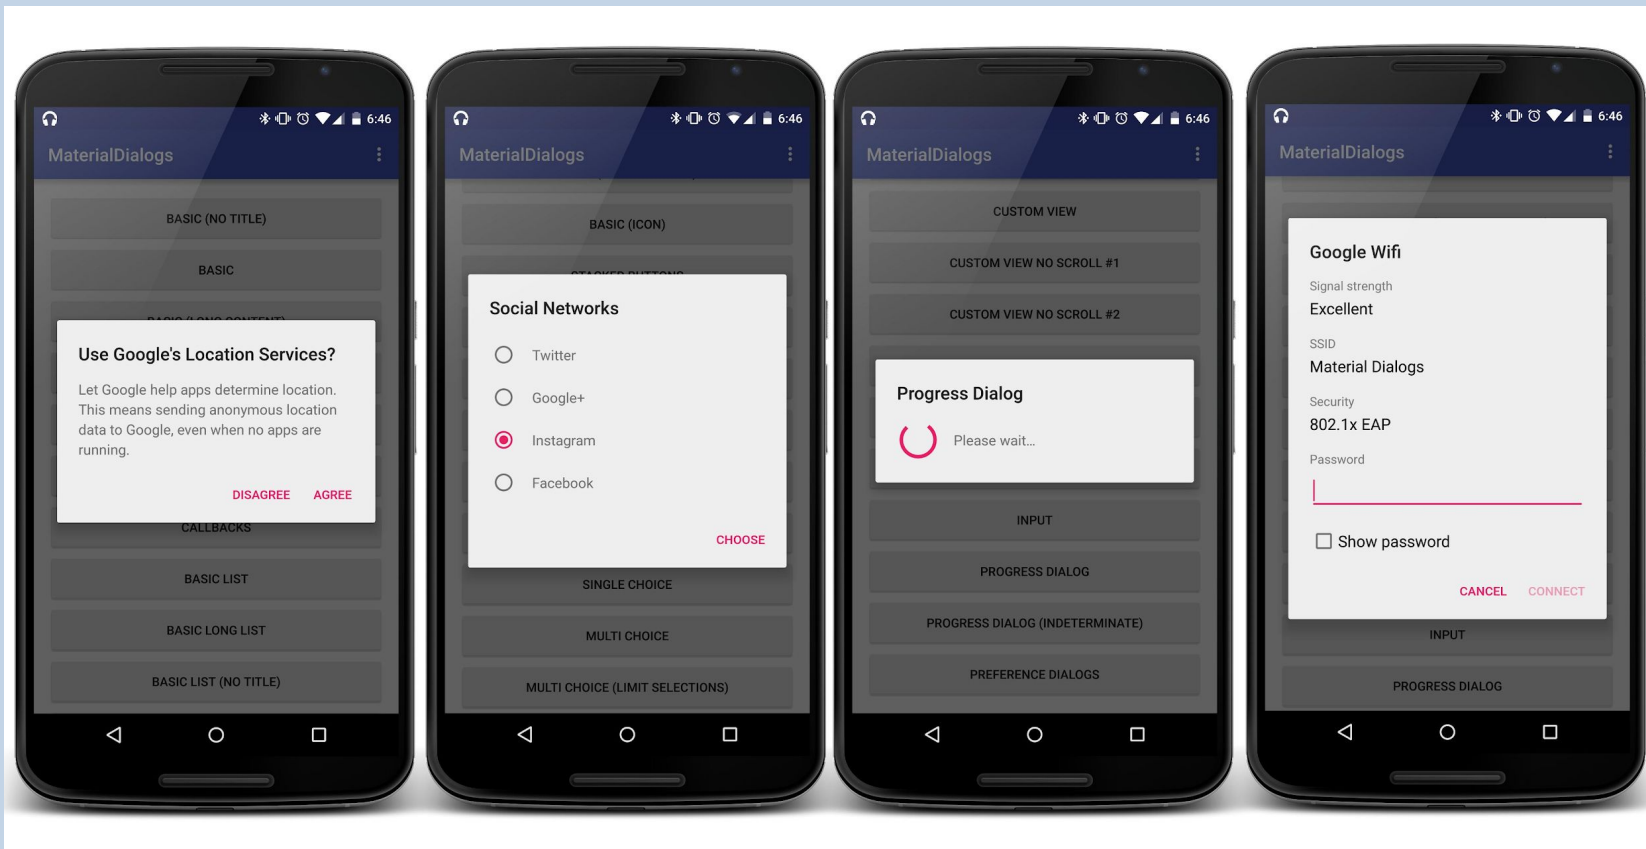 6:46
MaterialDialogs
BASIC (NO TITLE)
BASIC
BASIC (LONG CONTENT)
Use Google's Location Services?
Let Google help apps determine location.
This means sending anonymous location
data to Google, even when no apps are
running.
DISAGREE AGREE
CALLBACKS
BASIC LIST
BASIC LONG LIST
BASIC LIST (NO TITLE)
6:46
MaterialDialogs
BASIC (ICON)
STACKED BUTTONS
Social Networks
Twitter
Google+
Instagram
Facebook
CHOOSE
SINGLE CHOICE
MULTI CHOICE
MULTI CHOICE (LIMIT SELECTIONS)
6:46
MaterialDialogs
CUSTOM VIEW
CUSTOM VIEW NO SCROLL #1
CUSTOM VIEW NO SCROLL #2
Progress Dialog
Please wait...
INPUT
PROGRESS DIALOG
PROGRESS DIALOG (INDETERMINATE)
PREFERENCE DIALOGS
6:46
MaterialDialogs
Google Wifi
Signal strength
Excellent
SSID
Material Dialogs
Security
802.1x EAP
Password
Show password
CANCEL CONNECT
INPUT
PROGRESS DIALOG